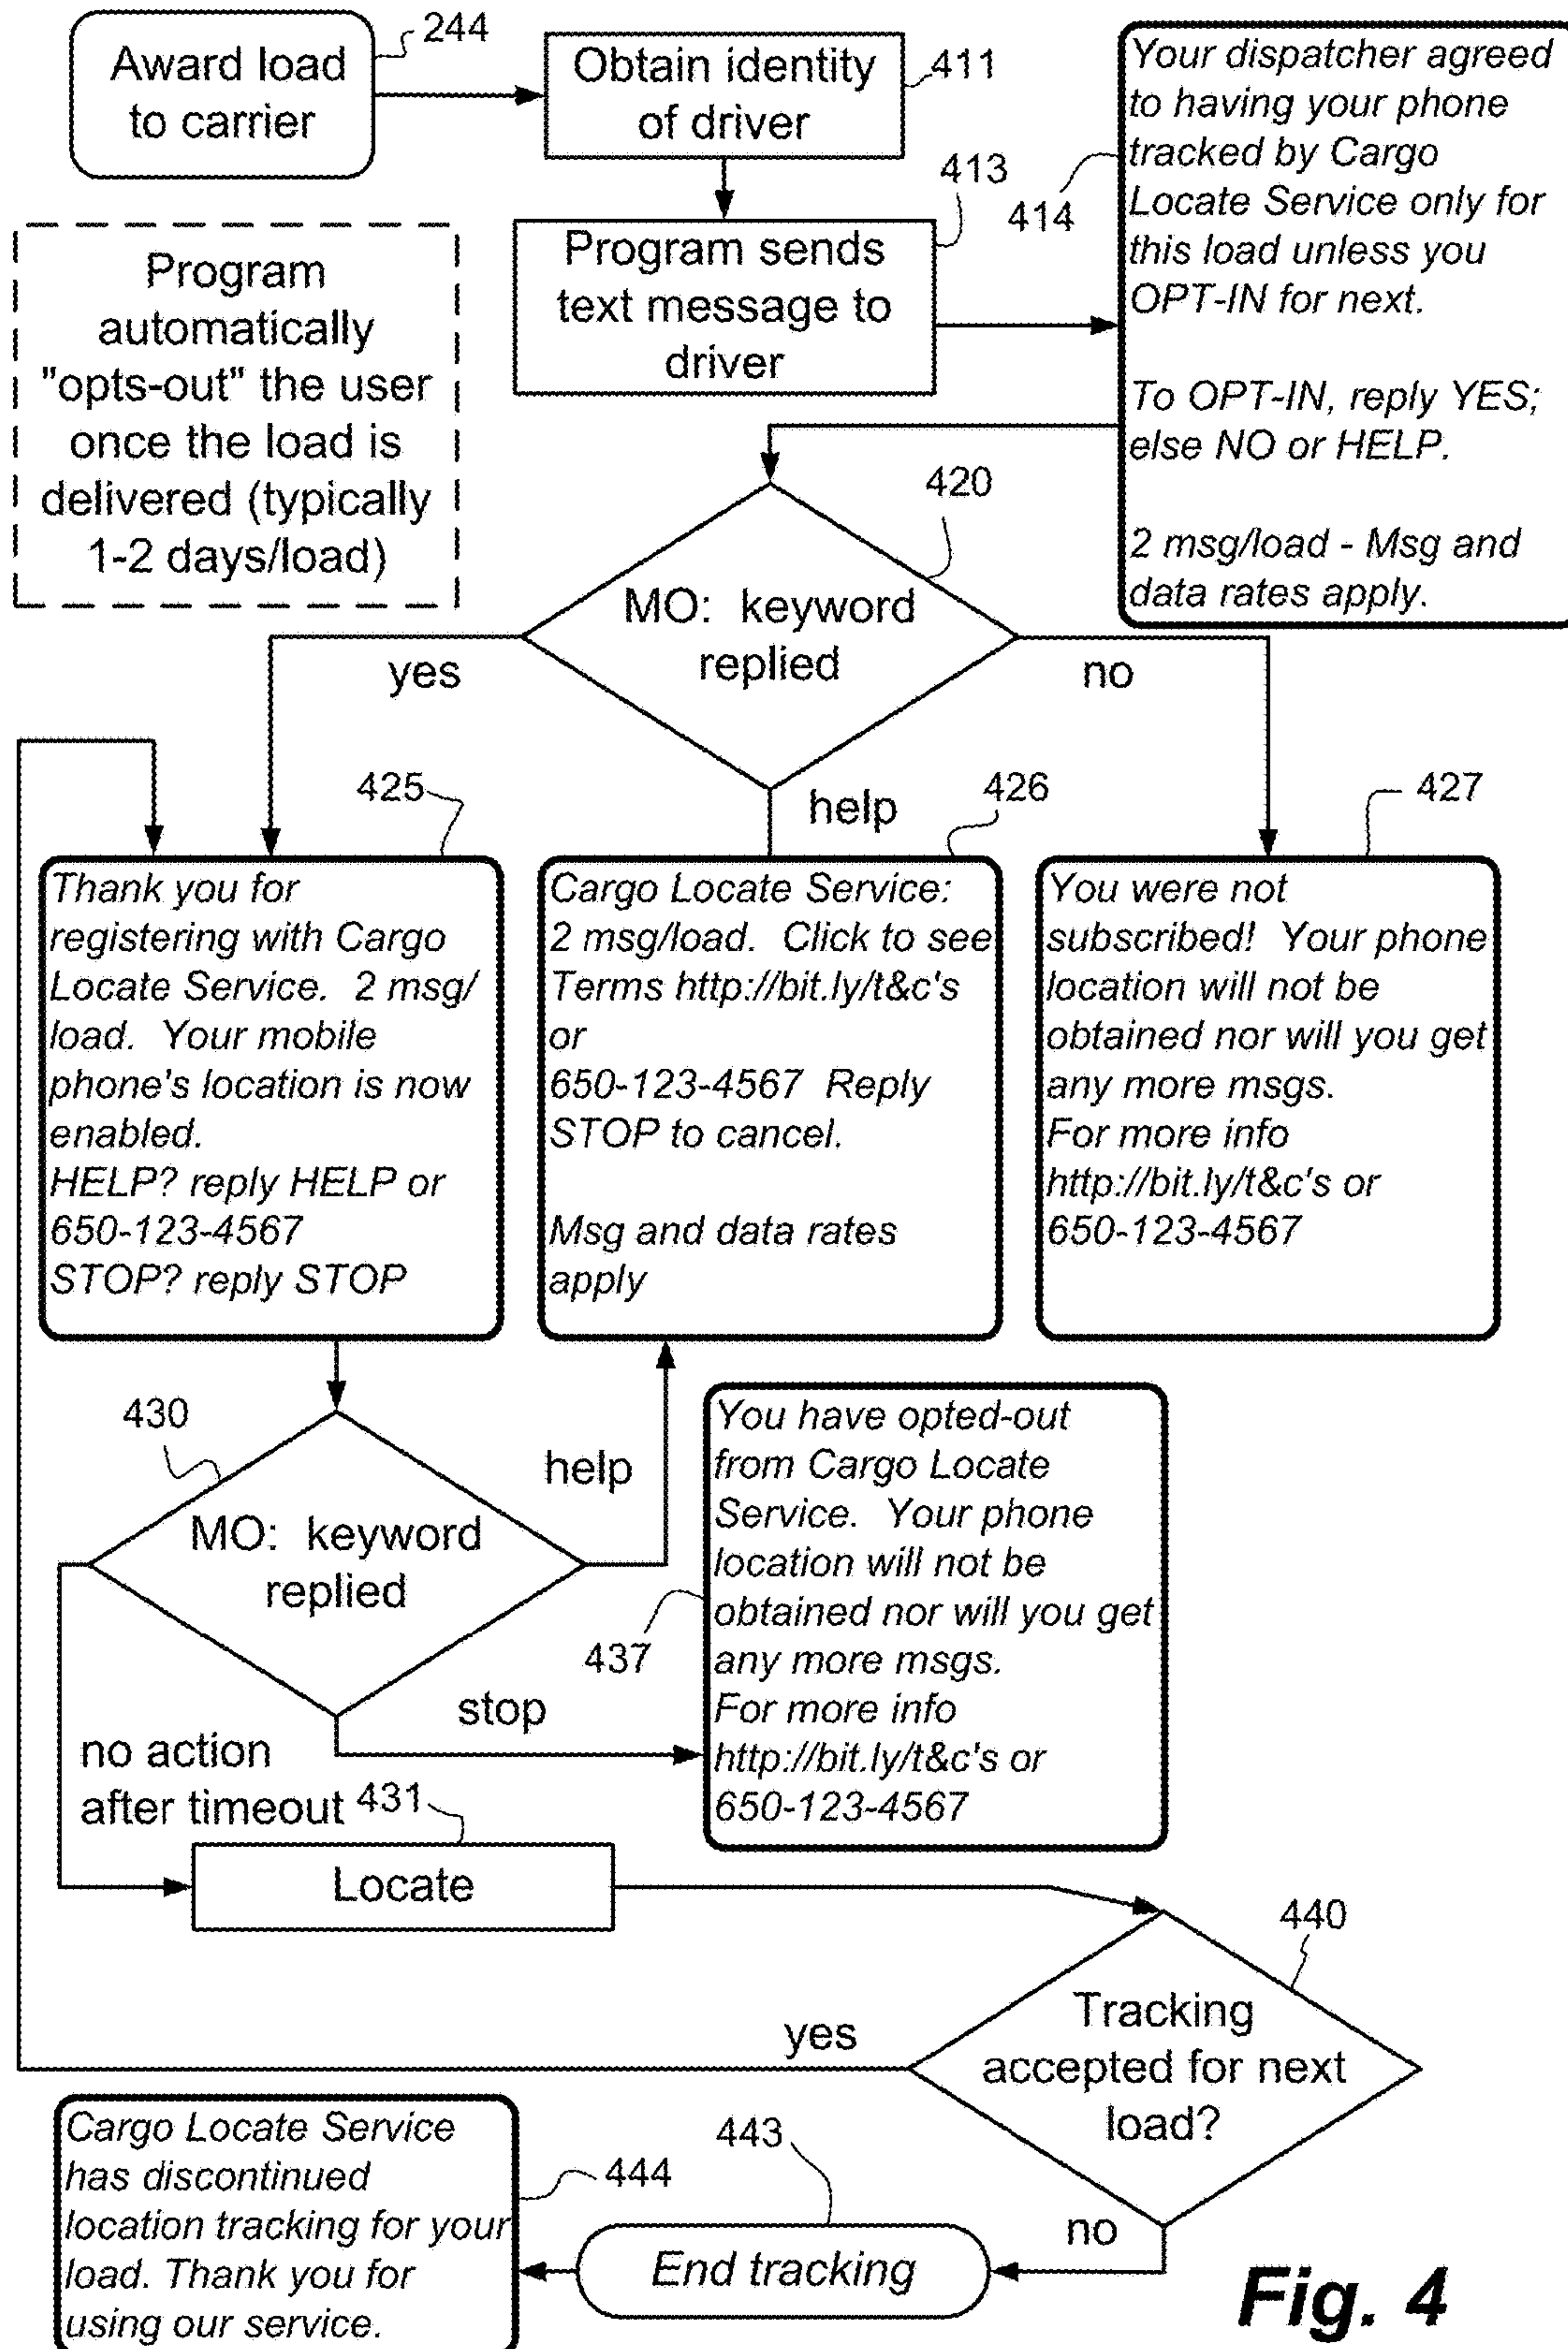 Award load
to carrier
244
Obtain identity
of driver
411
Program sends
text message to
driver
413
414
Your dispatcher agreed
to having your phone
tracked by Cargo
Locate Service only for
this load unless you
OPT-IN for next.
To OPT-IN, reply YES;
else NO or HELP.
2 msg/load - Msg and
data rates apply.
Program
automatically
"opts-out" the user
once the load is
delivered (typically
1-2 days/load)
420
MO: keyword
replied
yes
no
help
425
Thank you for
registering with Cargo
Locate Service. 2 msg/
load. Your mobile
phone's location is now
enabled.
HELP? reply HELP or
650-123-4567
STOP? reply STOP
426
Cargo Locate Service:
2 msg/load. Click to see
Terms http://bit.ly/t&c's
or
650-123-4567 Reply
STOP to cancel.
Msg and data rates
apply
427
You were not
subscribed! Your phone
location will not be
obtained nor will you get
any more msgs.
For more info
http://bit.ly/t&c's or
650-123-4567
430
MO: keyword
replied
help
stop
no action
after timeout
437
You have opted-out
from Cargo Locate
Service. Your phone
location will not be
obtained nor will you get
any more msgs.
For more info
http://bit.ly/t&c's or
650-123-4567
431
Locate
440
Tracking
accepted for next
load?
yes
no
443
End tracking
444
Cargo Locate Service
has discontinued
location tracking for your
load. Thank you for
using our service.
Fig. 4